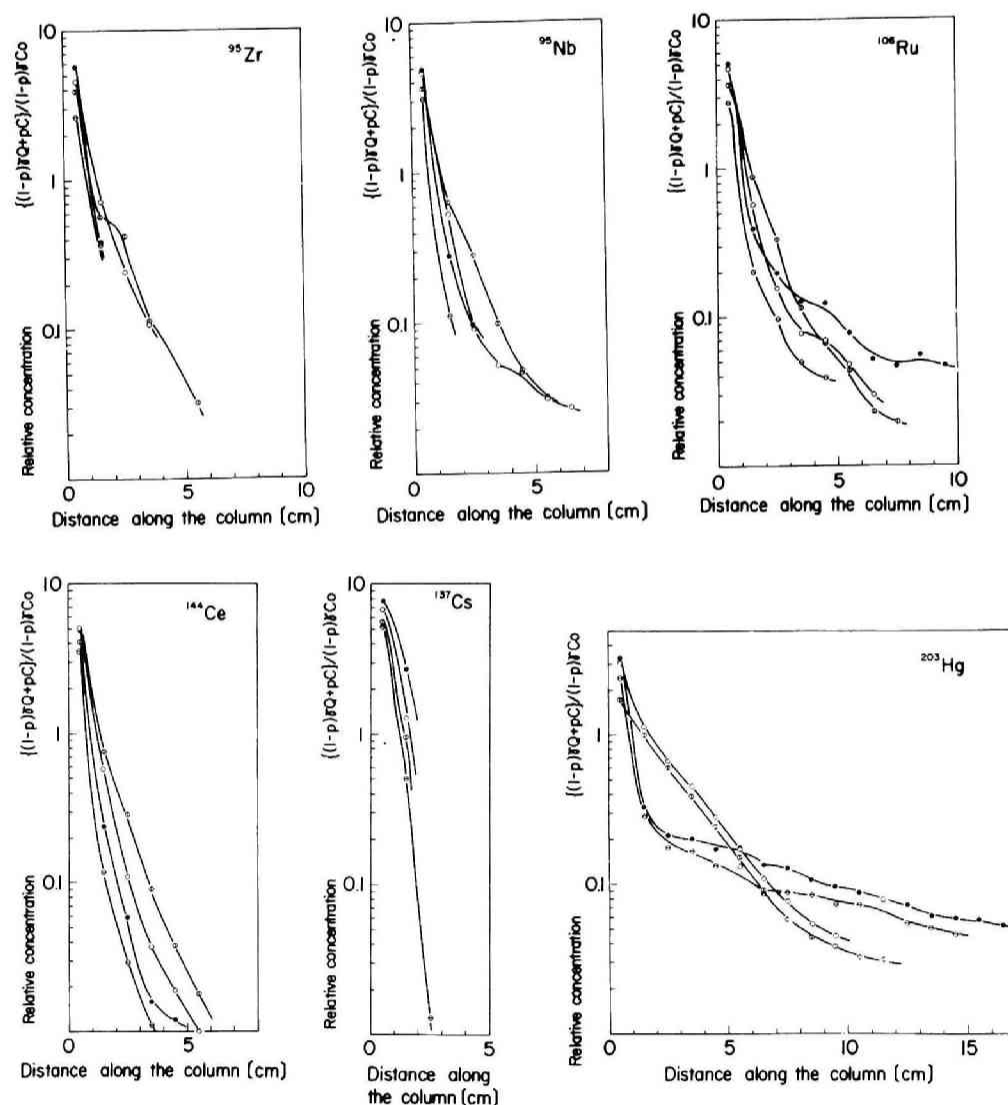 {(1-p)γQ+pC}/(1-p)γCo
Relative concentration
10
1
0.1
⁹⁵Zr
0
5
10
Distance along the column (cm)
{(1-p)γQ+pC}/(1-p)γCo
Relative concentration
10
1
0.1
⁹⁵Nb
0
5
Distance along the column (cm)
{(1-p)γQ+pC}/(1-p)γCo
Relative concentration
10
1
0.1
¹⁰⁶Ru
0
5
10
Distance along the column (cm)
{(1-p)γQ+pC}/(1-p)γCo
Relative concentration
10
1
0.1
¹⁴⁴Ce
0
5
Distance along the column (cm)
{(1-p)γQ+pC}/(1-p)γCo
Relative concentration
10
1
0.1
¹³⁷Cs
0
5
Distance along
the column (cm)
{(1-p)γQ+pC}/(1-p)γCo
Relative concentration
1
0.1
²⁰³Hg
0
5
10
15
Distance along the column (cm)